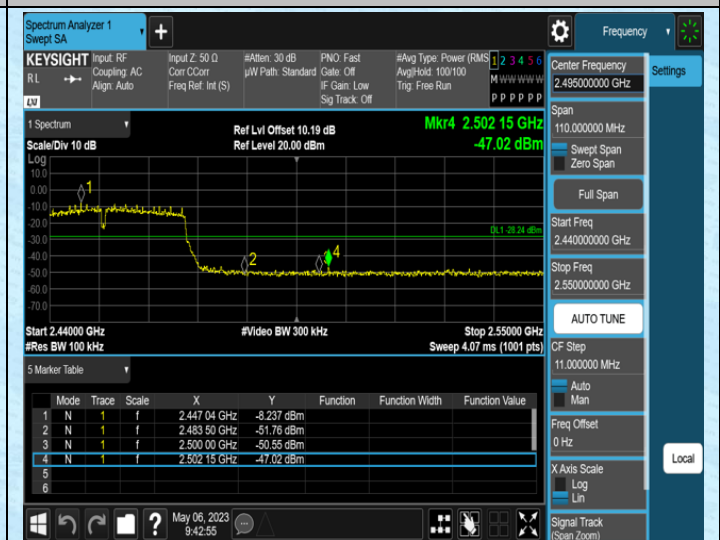 Spectrum Analyzer 1
Swept SA
+
Frequency
KEYSIGHT
Input: RF
Coupling: AC
Align: Auto
Input Z: 50 Ω
Corr CCorr
Freq Ref: Int (S)
#Atten: 30 dB
µW Path: Standard
PNO: Fast
Gate: Off
IF Gain: Low
Sig Track: Off
#Avg Type: Power (RMS
Avg|Hold: 100/100
Trig: Free Run
1 2 3 4 5 6
M W W W W W
P P P P P P
R L
LXI
Center Frequency
2.495000000 GHz
Settings
Span
110.000000 MHz
Swept Span
Zero Span
Full Span
Start Freq
2.440000000 GHz
Stop Freq
2.550000000 GHz
AUTO TUNE
CF Step
11.000000 MHz
Auto
Man
Freq Offset
0 Hz
X Axis Scale
Log
Lin
Local
Signal Track
(Span Zoom)
1 Spectrum
Scale/Div 10 dB
Ref Lvl Offset 10.19 dB
Ref Level 20.00 dBm
Mkr4 2.502 15 GHz
-47.02 dBm
Log
10.0
0.00
-10.0
-20.0
-30.0
-40.0
-50.0
-60.0
-70.0
1
2
4
DL1 -28.24 dBm
Start 2.44000 GHz
#Res BW 100 kHz
#Video BW 300 kHz
Stop 2.55000 GHz
Sweep 4.07 ms (1001 pts)
5 Marker Table
Mode Trace Scale X Y Function Function Width Function Value
1 N 1 f 2.447 04 GHz -8.237 dBm
2 N 1 f 2.483 50 GHz -51.76 dBm
3 N 1 f 2.500 00 GHz -50.55 dBm
4 N 1 f 2.502 15 GHz -47.02 dBm
5
6
?
May 06, 2023
9:42:55